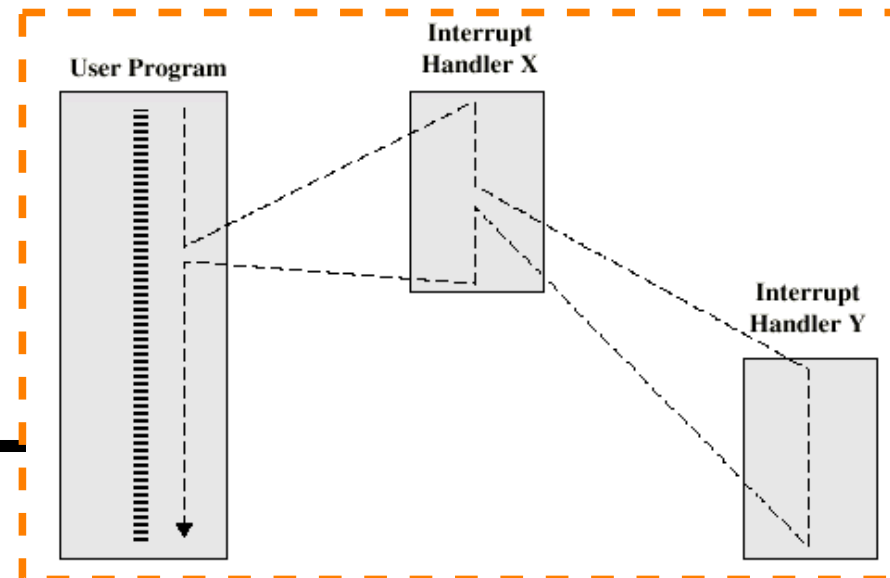 User Program
Interrupt
Handler X
Interrupt
Handler Y